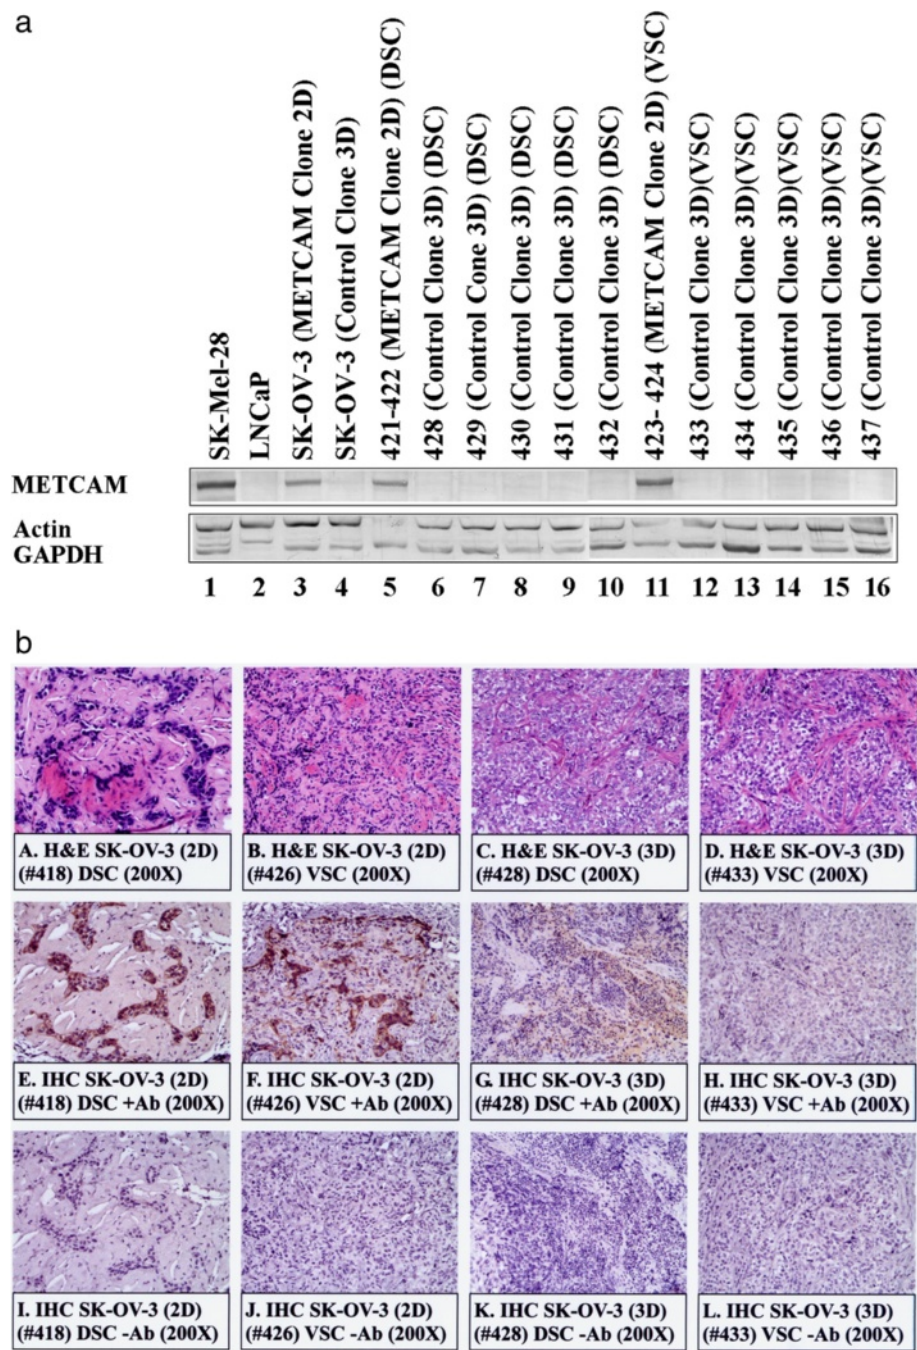 a
SK-Mel-28
LNCaP
SK-OV-3 (METCAM Clone 2D)
SK-OV-3 (Control Clone 3D)
421-422 (METCAM Clone 2D) (DSC)
428 (Control Clone 3D) (DSC)
429 (Control Cone 3D) (DSC)
430 (Control Clone 3D) (DSC)
431 (Control Clone 3D) (DSC)
432 (Control Clone 3D) (DSC)
423- 424 (METCAM Clone 2D) (VSC)
433 (Control Clone 3D)(VSC)
434 (Control Clone 3D)(VSC)
435 (Control Clone 3D)(VSC)
436 (Control Clone 3D)(VSC)
437 (Control Clone 3D)(VSC)
METCAM
Actin
GAPDH
1 2 3 4 5 6 7 8 9 10 11 12 13 14 15 16
b
A. H&E SK-OV-3 (2D)
(#418) DSC (200X)
B. H&E SK-OV-3 (2D)
(#426) VSC (200X)
C. H&E SK-OV-3 (3D)
(#428) DSC (200X)
D. H&E SK-OV-3 (3D)
(#433) VSC (200X)
E. IHC SK-OV-3 (2D)
(#418) DSC +Ab (200X)
F. IHC SK-OV-3 (2D)
(#426) VSC +Ab (200X)
G. IHC SK-OV-3 (3D)
(#428) DSC +Ab (200X)
H. IHC SK-OV-3 (3D)
(#433) VSC +Ab (200X)
I. IHC SK-OV-3 (2D)
(#418) DSC -Ab (200X)
J. IHC SK-OV-3 (2D)
(#426) VSC -Ab (200X)
K. IHC SK-OV-3 (3D)
(#428) DSC -Ab (200X)
L. IHC SK-OV-3 (3D)
(#433) VSC -Ab (200X)